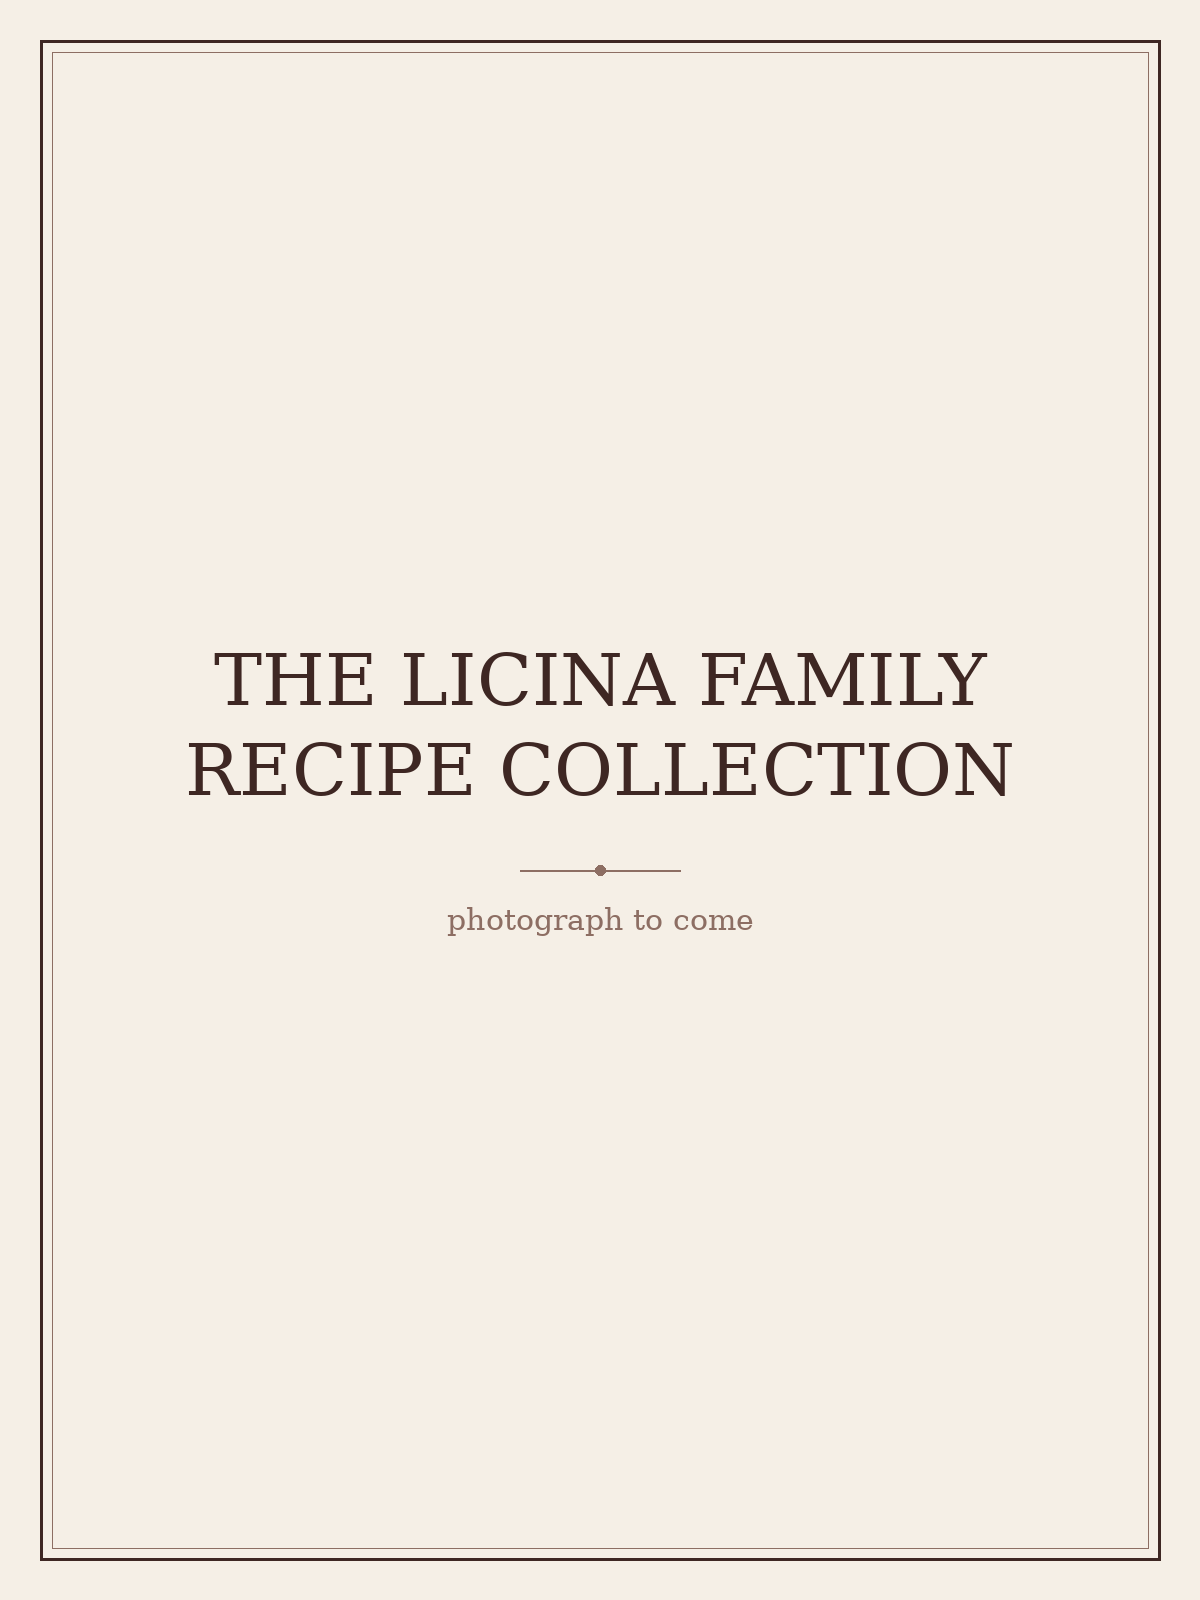 THE LICINA FAMILY
RECIPE COLLECTION
photograph to come